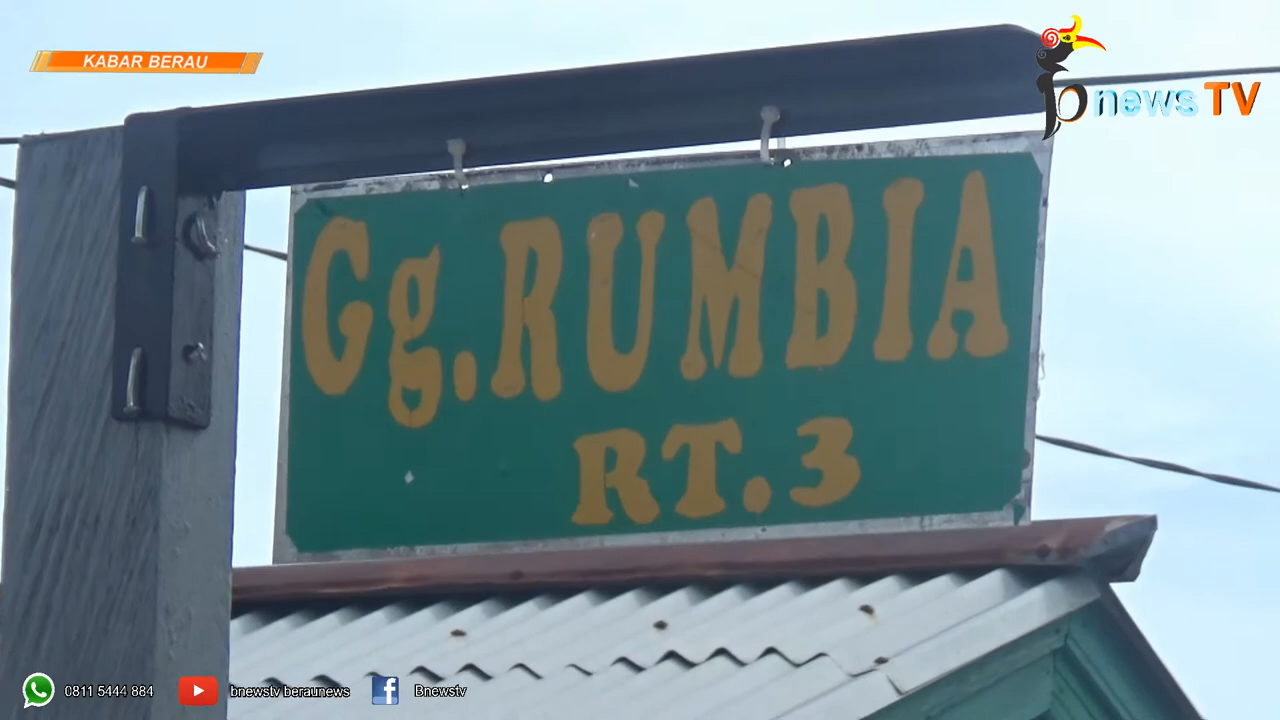 KABAR BERAU
bnews TV
Gg. RUMBIA
RT. 3
0811 5444 884
bnewstv beraunews
Bnewstv